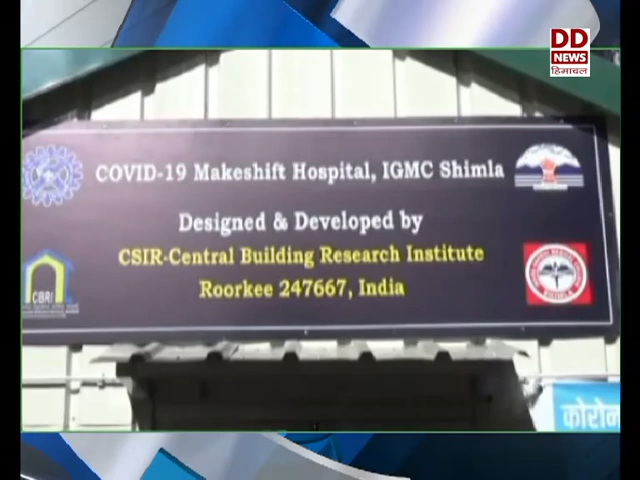 DD
NEWS
हिमाचल
COVID-19 Makeshift Hospital, IGMC Shimla
Designed & Developed by
CSIR-Central Building Research Institute
Roorkee 247667, India
CBRI
कोरोन